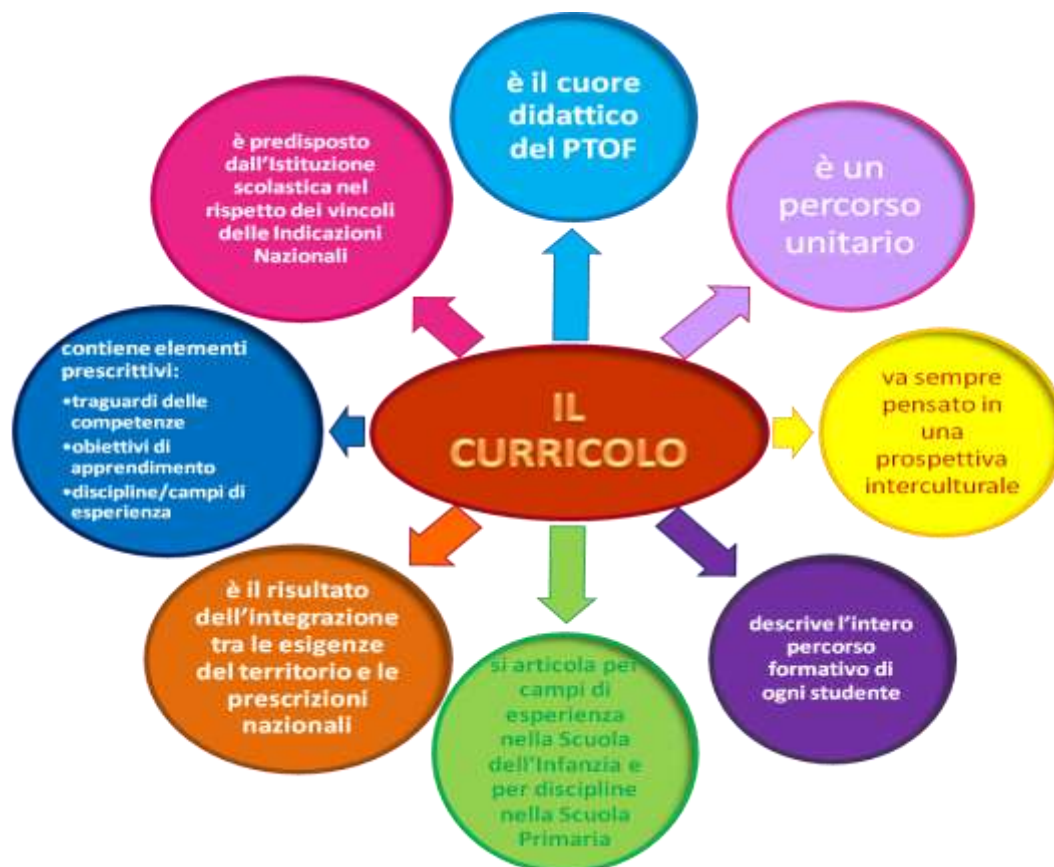 è il cuore
didattico
del PTOF
è un
percorso
unitario
va sempre
pensato in
una
prospettiva
interculturale
descrive l'intero
percorso
formativo di
ogni studente
si articola per
campi di
esperienza
nella Scuola
dell'Infanzia e
per discipline
nella Scuola
Primaria
è il risultato
dell'integrazione
tra le esigenze
del territorio e le
prescrizioni
nazionali
contiene elementi
prescrittivi:
•traguardi delle
competenze
•obiettivi di
apprendimento
•discipline/campi di
esperienza
è predisposto
dall'Istituzione
scolastica nel
rispetto dei vincoli
delle Indicazioni
Nazionali
IL
CURRICOLO